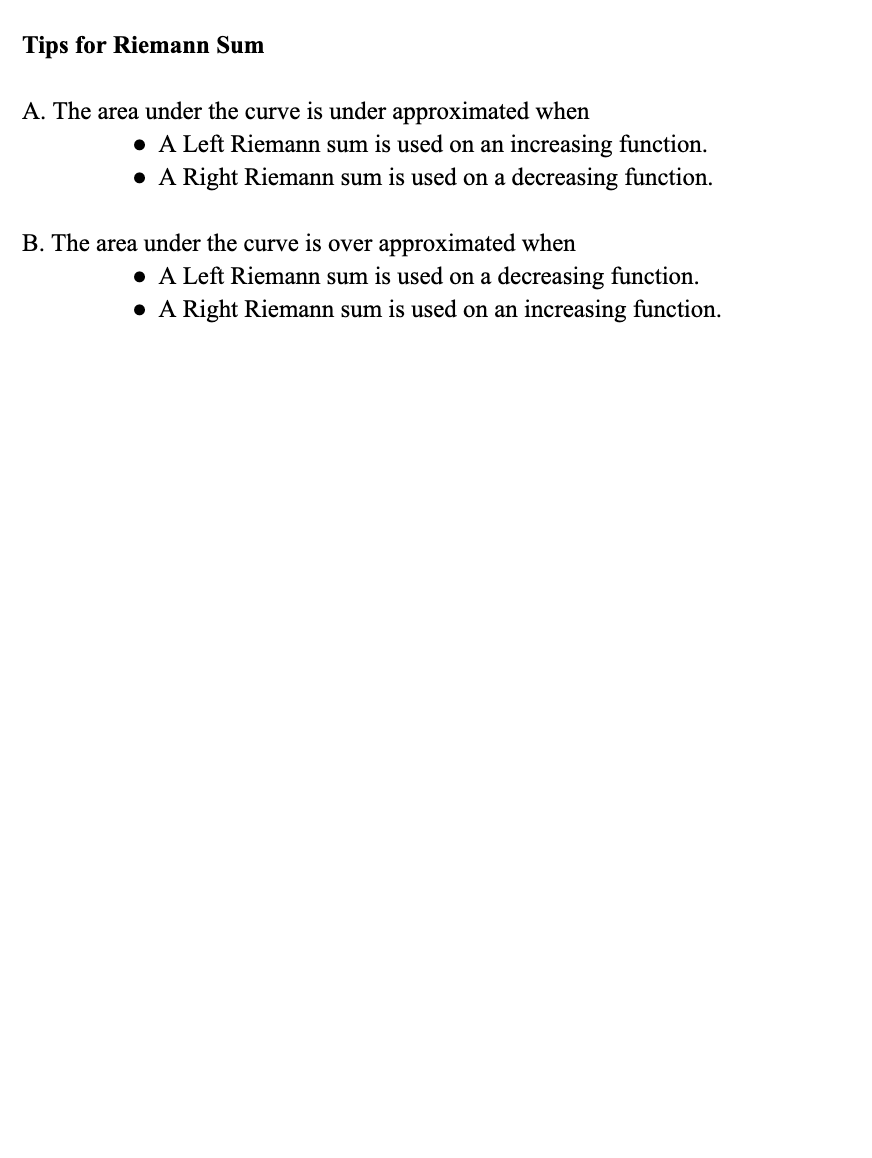 Tips for Riemann Sum
A. The area under the curve is under approximated when
● A Left Riemann sum is used on an increasing function.
● A Right Riemann sum is used on a decreasing function.
B. The area under the curve is over approximated when
● A Left Riemann sum is used on a decreasing function.
● A Right Riemann sum is used on an increasing function.